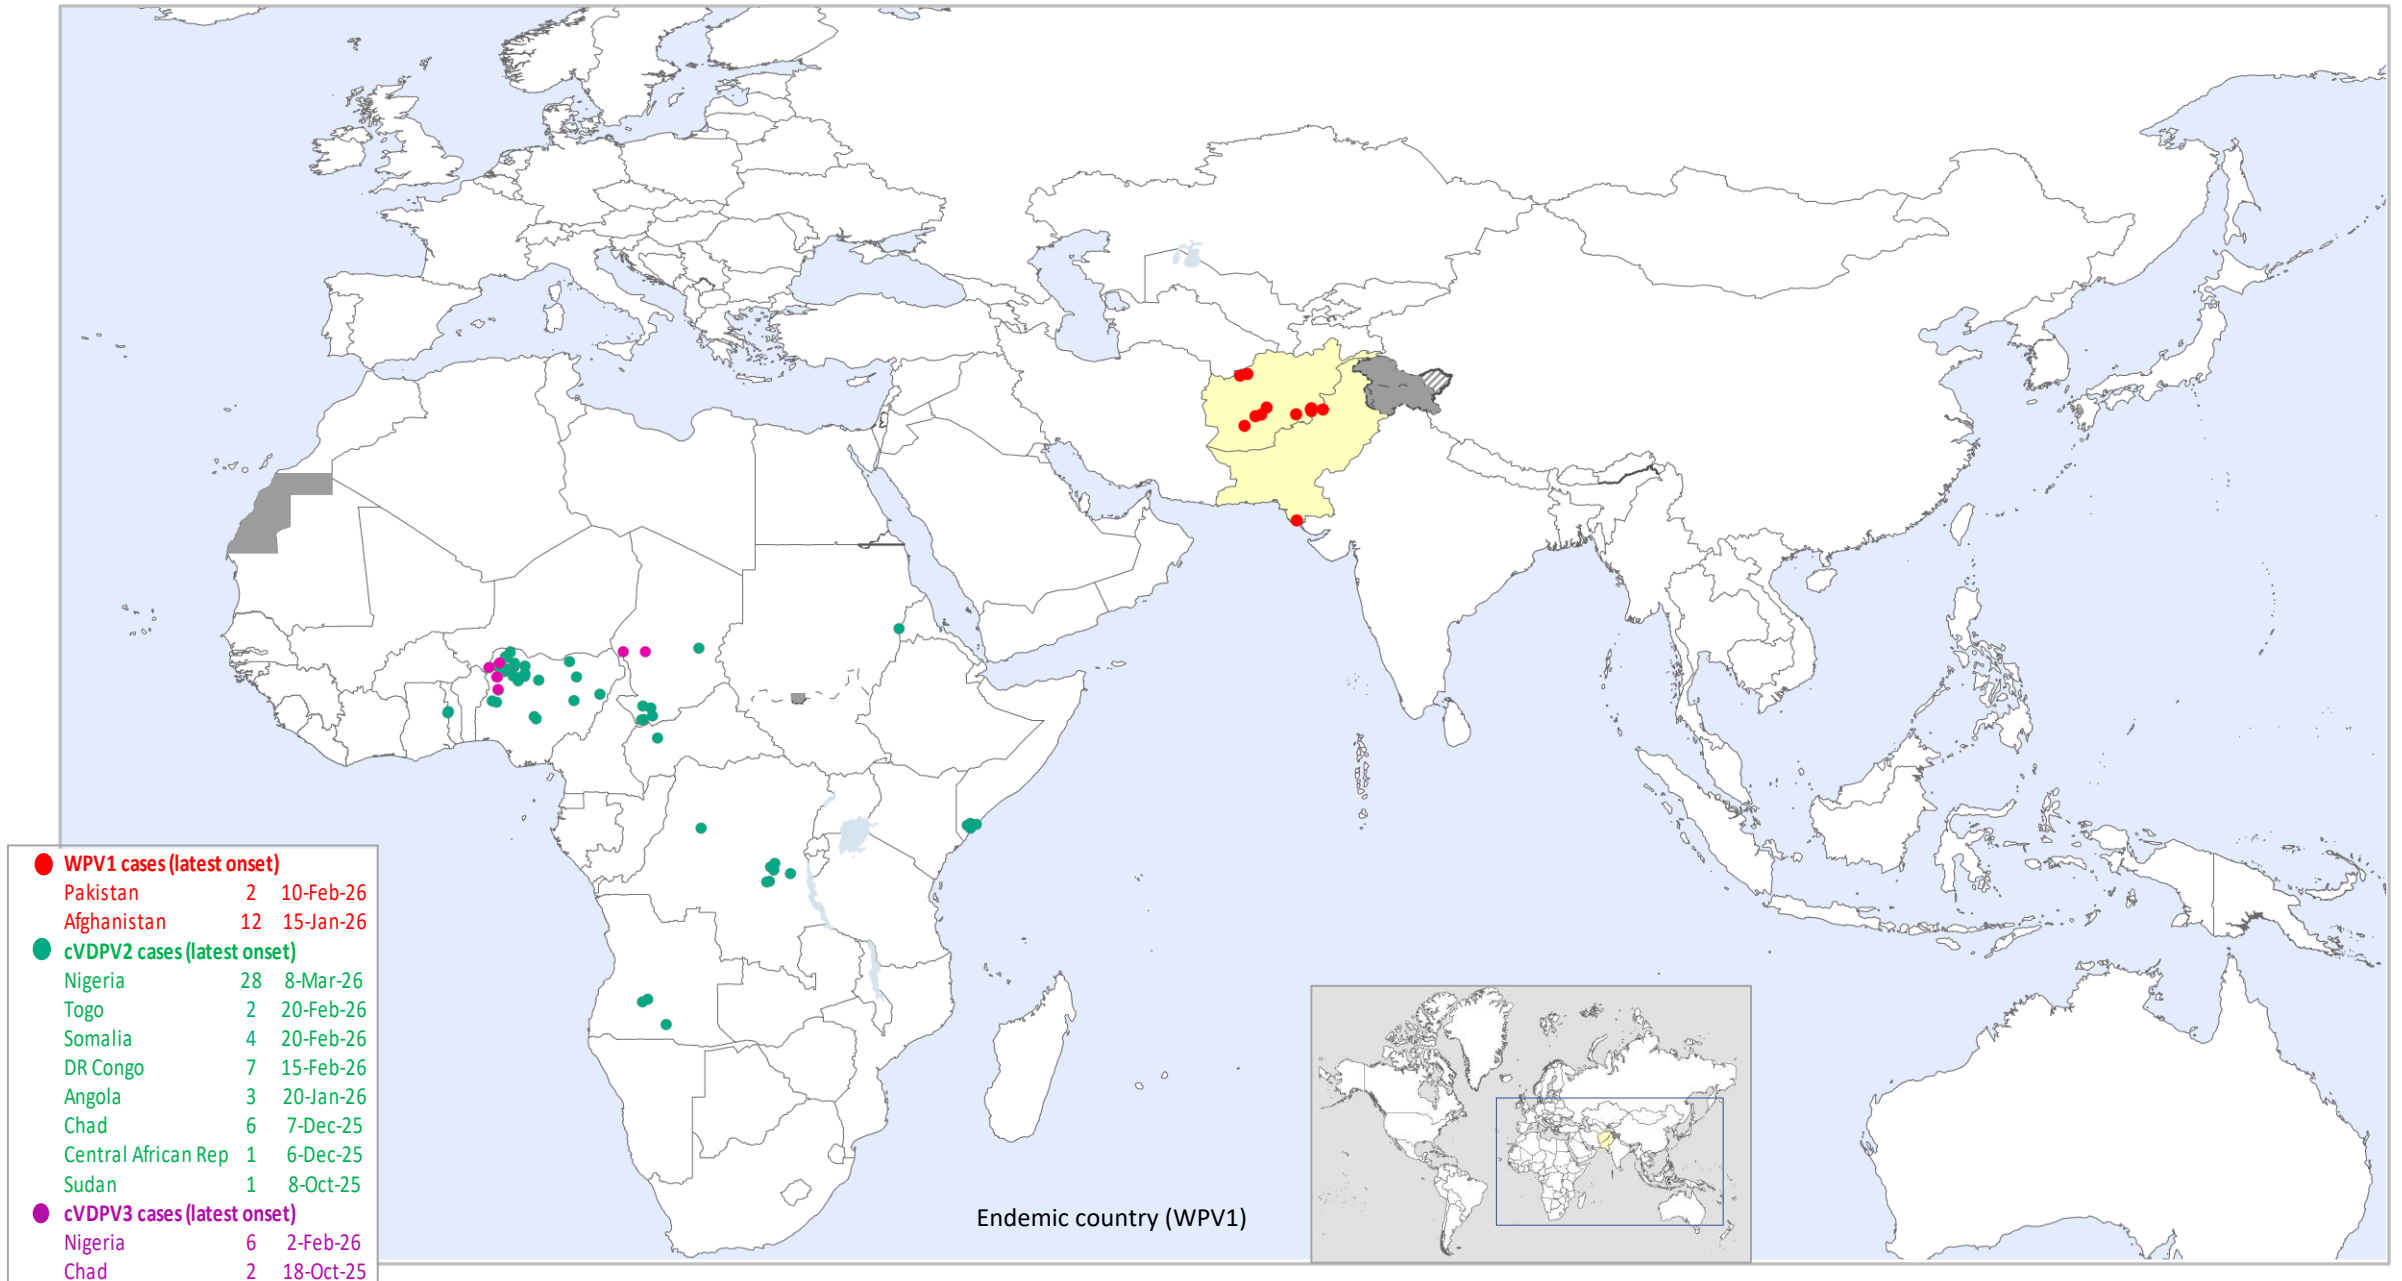 WPV1 cases (latest onset)
Pakistan 2 10-Feb-26
Afghanistan 12 15-Jan-26
cVDPV2 cases (latest onset)
Nigeria 28 8-Mar-26
Togo 2 20-Feb-26
Somalia 4 20-Feb-26
DR Congo 7 15-Feb-26
Angola 3 20-Jan-26
Chad 6 7-Dec-25
Central African Rep 1 6-Dec-25
Sudan 1 8-Oct-25
cVDPV3 cases (latest onset)
Nigeria 6 2-Feb-26
Chad 2 18-Oct-25
Endemic country (WPV1)